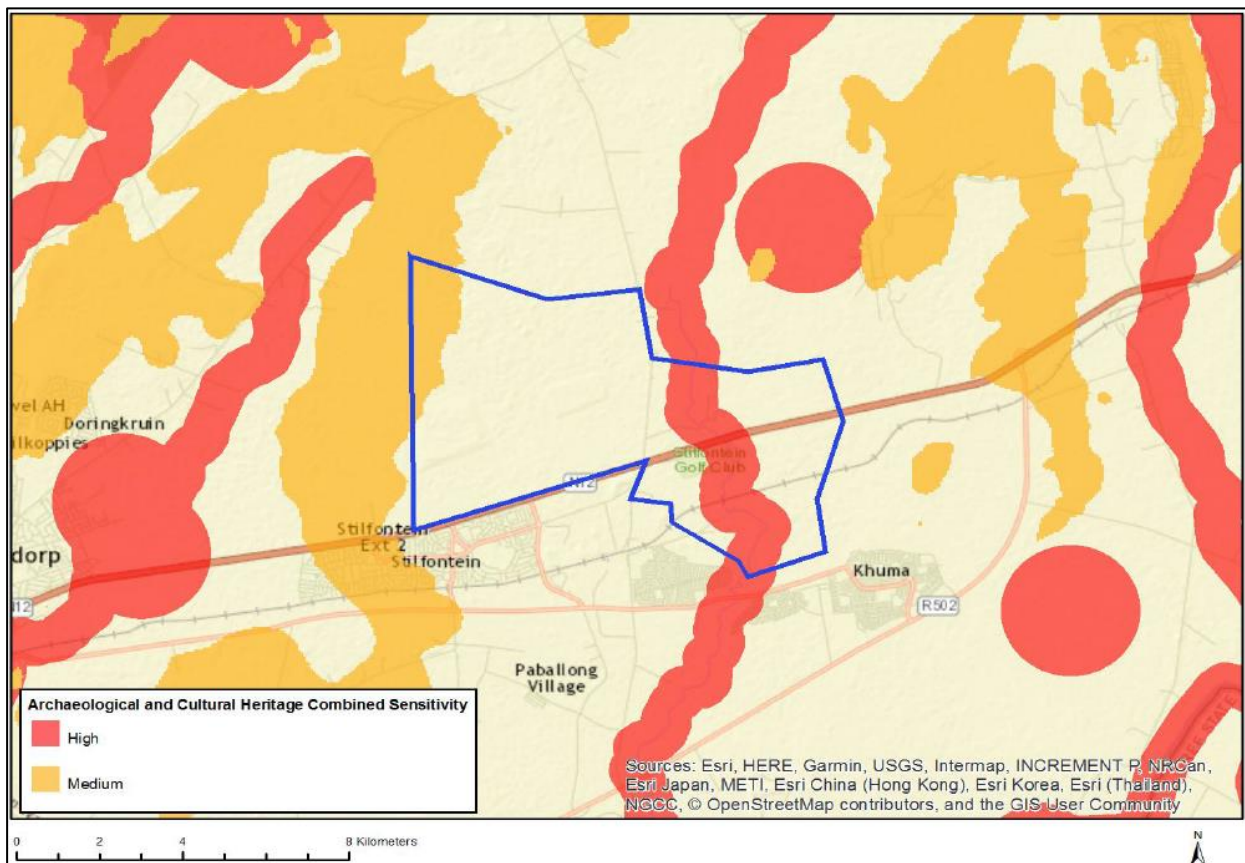 vel AH
Doringkruin
ilkoppies
Stilfontein
Golf Club
N12
Stilfontein
Ext 2
Stilfontein
dorp
Khuma
N12
R502
Paballong
Village
Archaeological and Cultural Heritage Combined Sensitivity
High
Medium
EE STATE
Sources: Esri, HERE, Garmin, USGS, Intermap, INCREMENT P, NRCan,
Esri Japan, METI, Esri China (Hong Kong), Esri Korea, Esri (Thailand),
NGCC, © OpenStreetMap contributors, and the GIS User Community
0 2 4 8 Kilometers
N